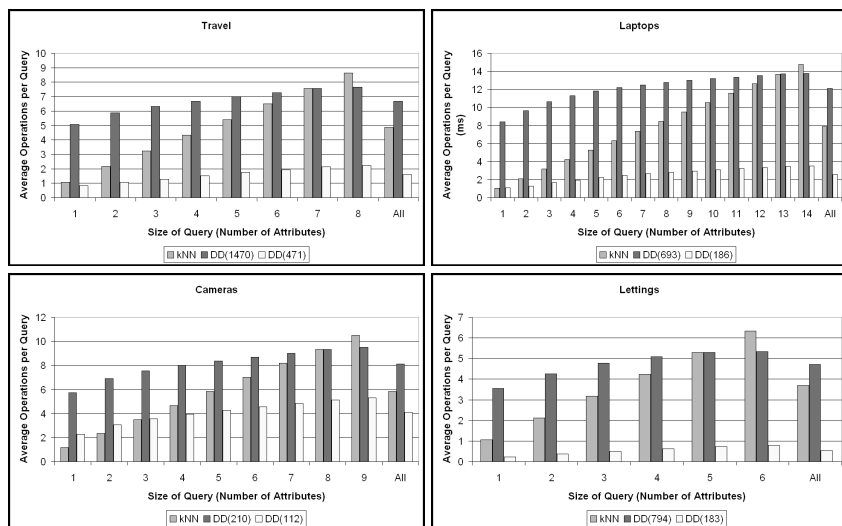 Travel
Average Operations per Query
10
9
8
7
6
5
4
3
2
1
0
1 2 3 4 5 6 7 8 All
Size of Query (Number of Attributes)
kNN DD(1470) DD(471)
Laptops
Average Operations per Query
(ms)
16
14
12
10
8
6
4
2
0
1 2 3 4 5 6 7 8 9 10 11 12 13 14 All
Size of Query (Number of Attributes)
kNN DD(693) DD(186)
Cameras
Average Operations per Query
12
10
8
6
4
2
0
1 2 3 4 5 6 7 8 9 All
Size of Query (Number of Attributes)
kNN DD(210) DD(112)
Lettings
Average Operations per Query
7
6
5
4
3
2
1
0
1 2 3 4 5 6 All
Size of Query (Number of Attributes)
kNN DD(794) DD(183)